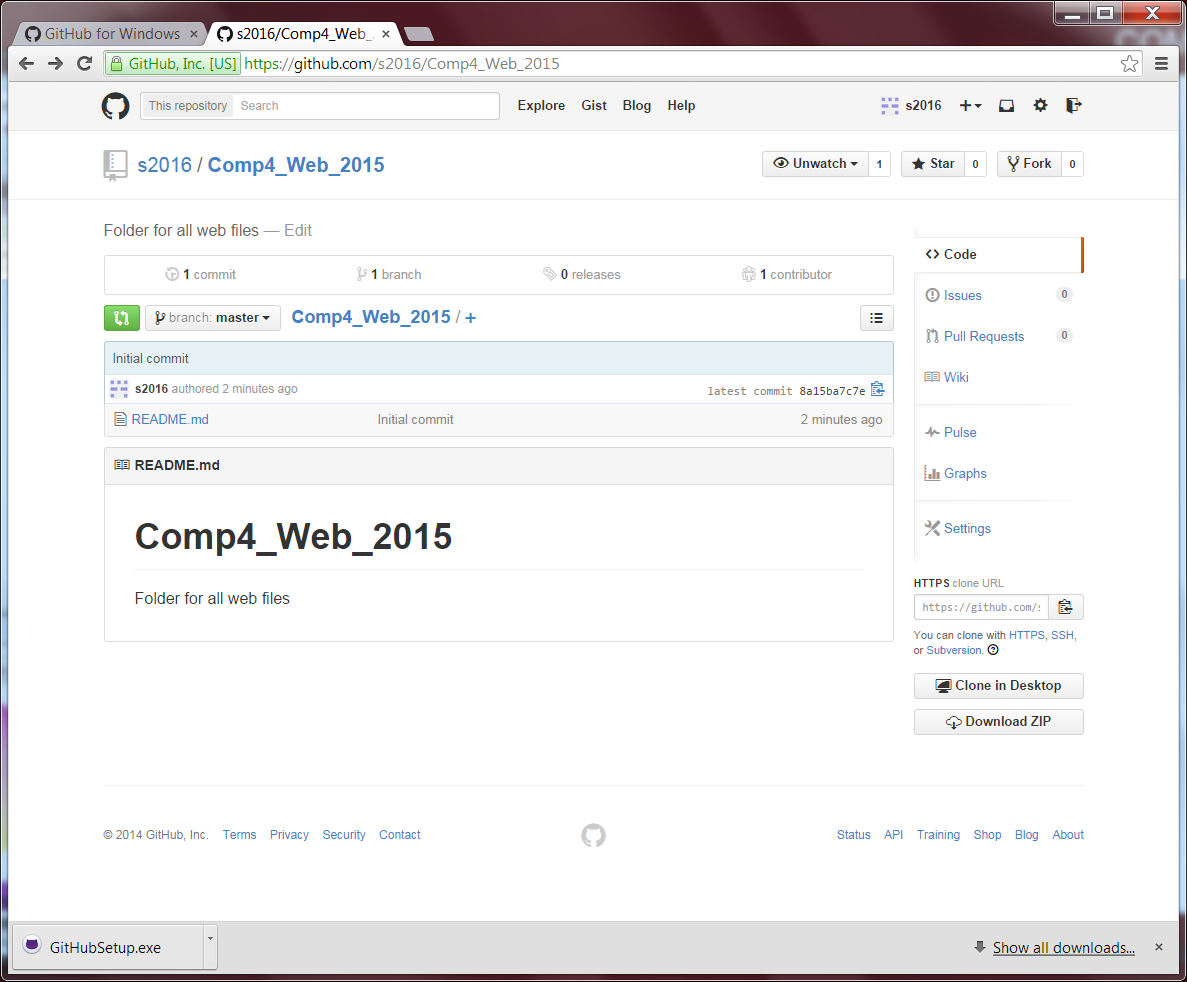 GitHub for Windows
s2016/Comp4_Web_
GitHub, Inc. [US] https://github.com/s2016/Comp4_Web_2015
This repository Search Explore Gist Blog Help s2016
s2016 / Comp4_Web_2015 Unwatch 1 Star 0 Fork 0
Folder for all web files — Edit
1 commit 1 branch 0 releases 1 contributor
branch: master Comp4_Web_2015 / +
Initial commit
s2016 authored 2 minutes ago latest commit 8a15ba7c7e
README.md Initial commit 2 minutes ago
README.md
Comp4_Web_2015
Folder for all web files
Code
Issues 0
Pull Requests 0
Wiki
Pulse
Graphs
Settings
HTTPS clone URL
https://github.com/s
You can clone with HTTPS, SSH,
or Subversion.
Clone in Desktop
Download ZIP
© 2014 GitHub, Inc. Terms Privacy Security Contact Status API Training Shop Blog About
GitHubSetup.exe Show all downloads...